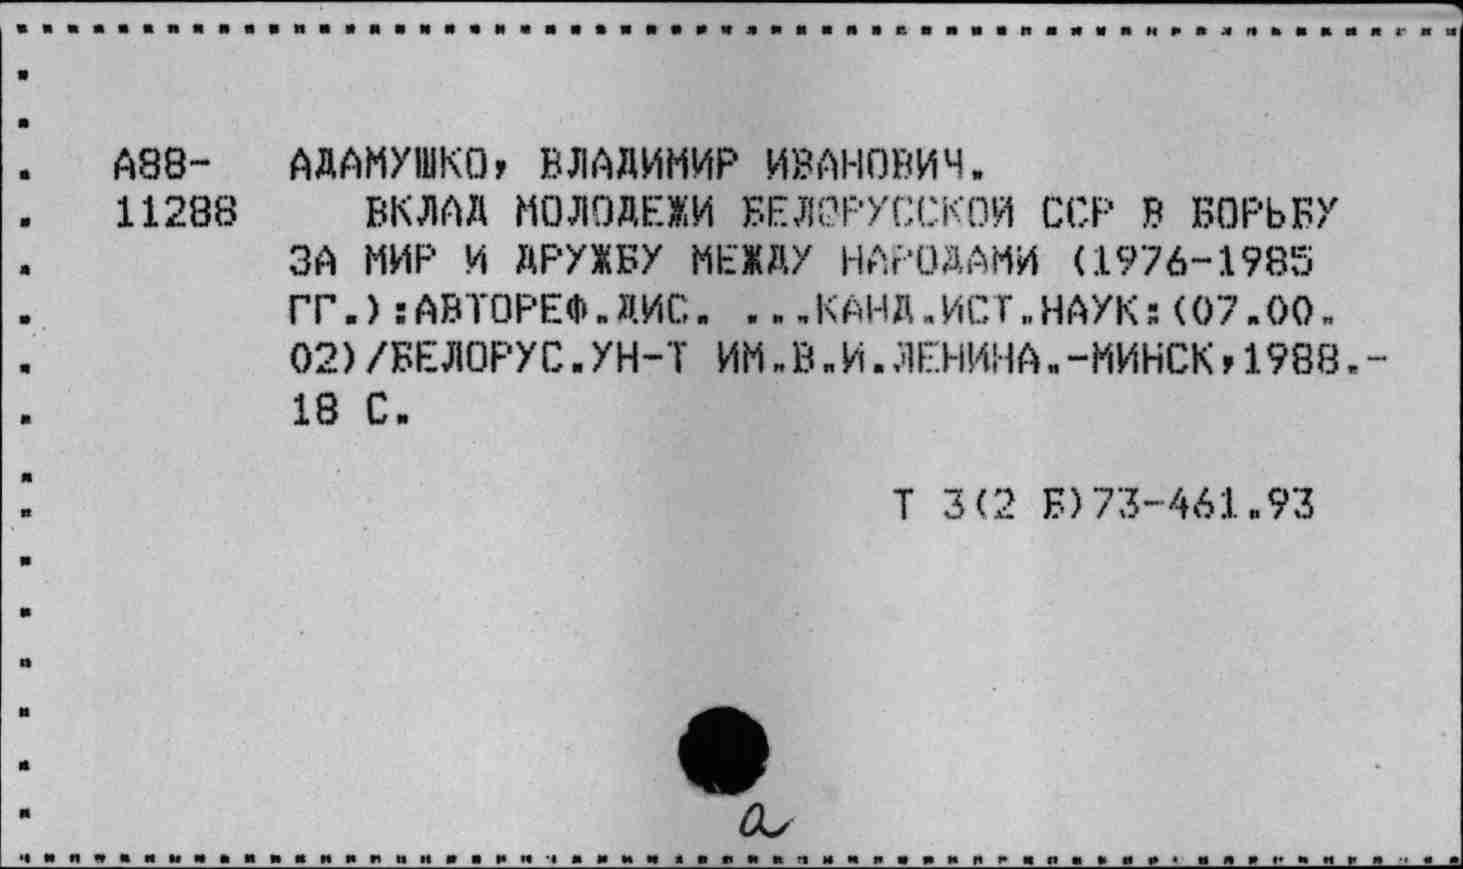 А88- АДАМУШКО, ВЛАДИМИР ИВАНОВИЧ.
11288 ВКЛАД МОЛОДЕЖИ БЕЛОРУССКОЙ ССР В БОРЬБУ
ЗА МИР И ДРУЖБУ МЕЖДУ НАРОДАМИ (1976-1985
ГГ.):АВТОРЕФ.ДИС. ...КАНД.ИСТ.НАУК:(07.00.
02)/БЕЛОРУС.УН-Т ИМ.В.И.ЛЕНИНА.-МИНСК,1988.-
18 С.
Т 3(2 Б)73-461.93
а